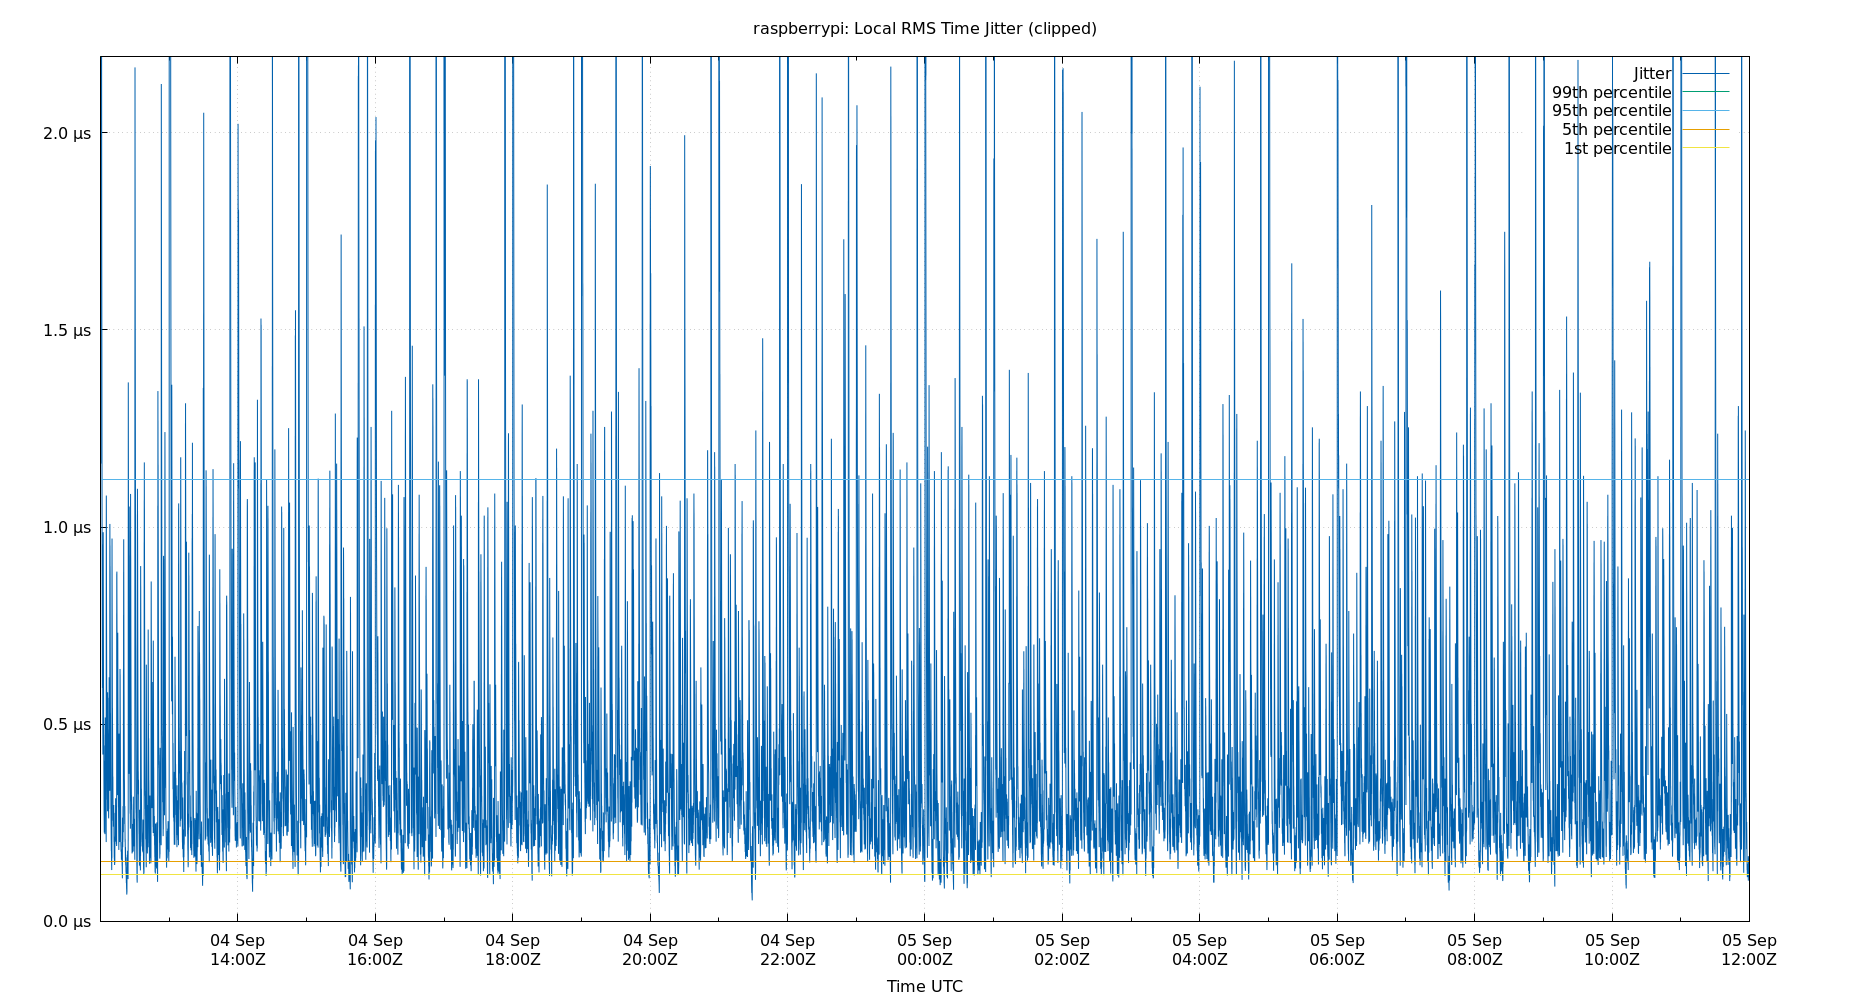 raspberrypi: Local RMS Time Jitter (clipped)
Jitter
99th percentile
95th percentile
5th percentile
1st percentile
2.0 µs
1.5 µs
1.0 µs
0.5 µs
0.0 µs
04 Sep 04 Sep 04 Sep 04 Sep 04 Sep 05 Sep 05 Sep 05 Sep 05 Sep 05 Sep 05 Sep 05 Sep
14:00Z 16:00Z 18:00Z 20:00Z 22:00Z 00:00Z 02:00Z 04:00Z 06:00Z 08:00Z 10:00Z 12:00Z
Time UTC